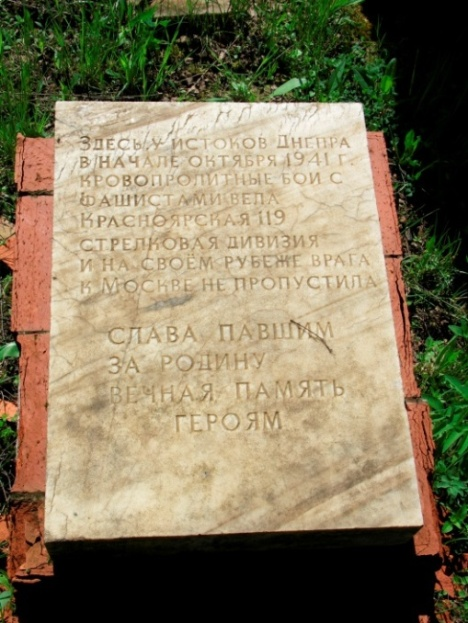 Здесь, у истоков Днепра
в начале октября 1941 г.
кровопролитные бои с
фашистами вела
Красноярская 119
стрелковая дивизия
и на своём рубеже врага
к Москве не пропустила.
СЛАВА ПАВШИМ
ЗА РОДИНУ
ВЕЧНАЯ ПАМЯТЬ
ГЕРОЯМ